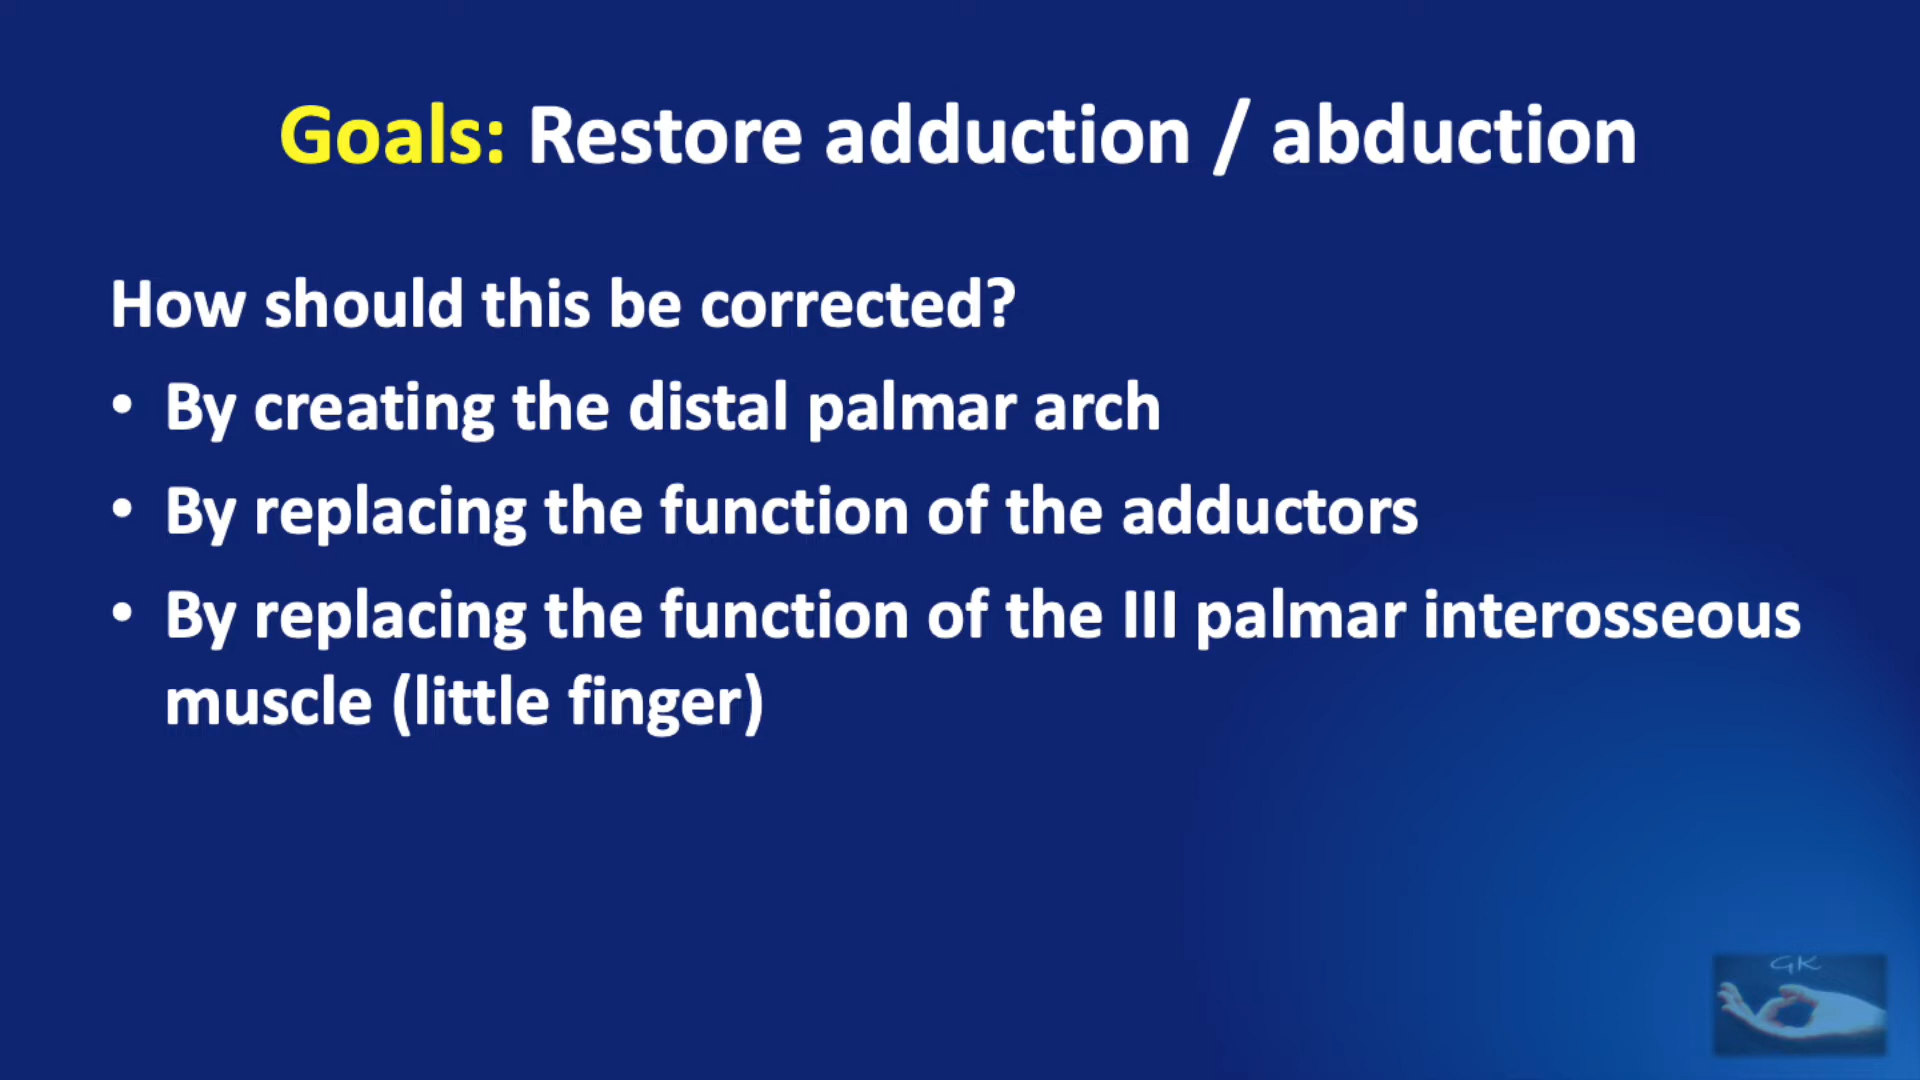 Goals: Restore adduction / abduction
How should this be corrected?
• By creating the distal palmar arch
• By replacing the function of the adductors
• By replacing the function of the III palmar interosseous
muscle (little finger)
GK